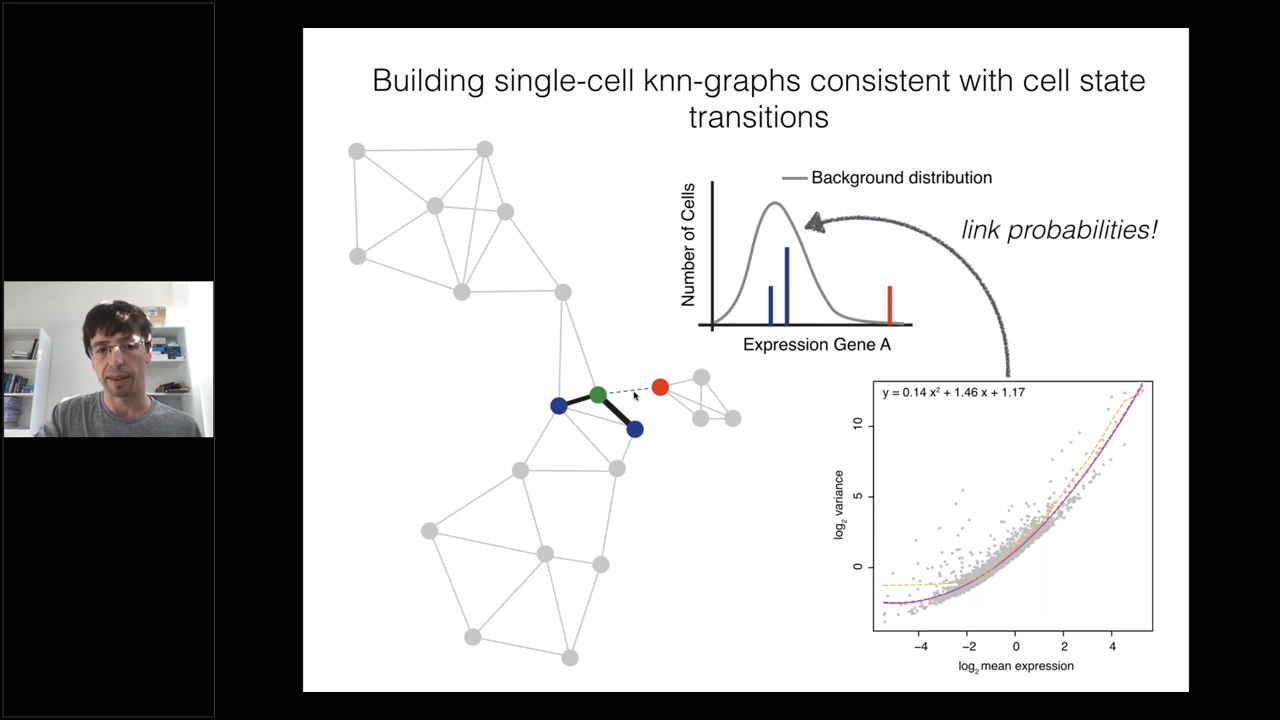 Building single-cell knn-graphs consistent with cell state
transitions
Background distribution
link probabilities!
Number of Cells
Expression Gene A
y = 0.14 x² + 1.46 x + 1.17
log₂ variance
10
5
0
−4 −2 0 2 4
log₂ mean expression